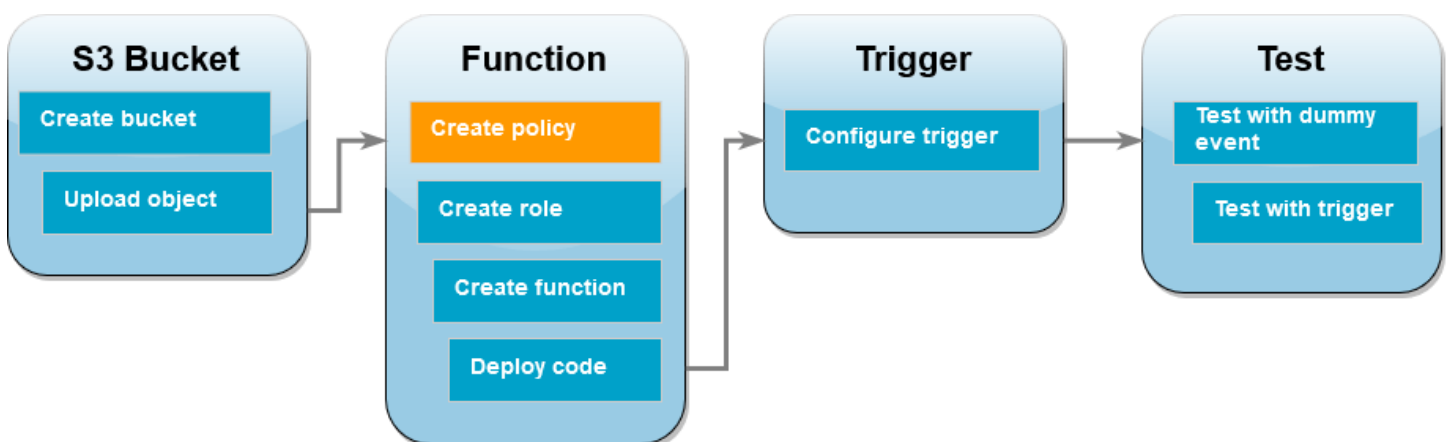 S3 Bucket
Create bucket
Upload object
Function
Create policy
Create role
Create function
Deploy code
Trigger
Configure trigger
Test
Test with dummy
event
Test with trigger